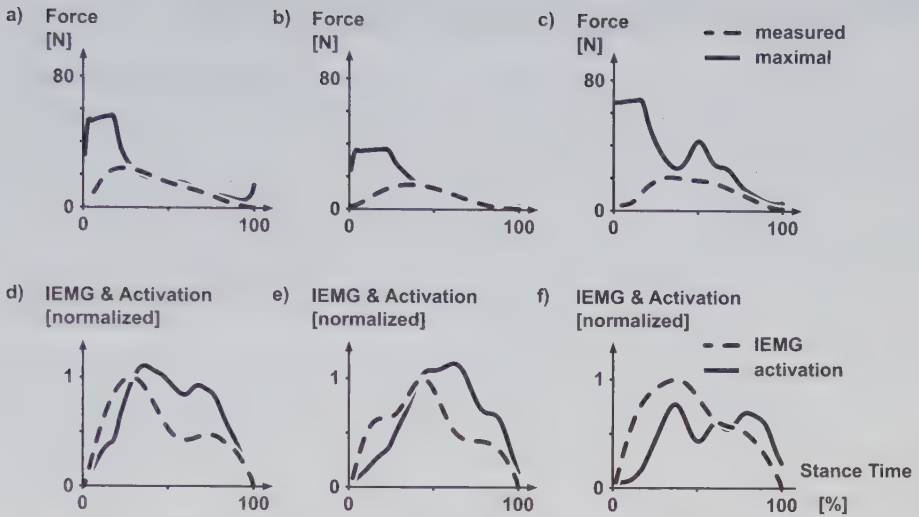 a) Force
[N]
80
0
0
100
b) Force
[N]
80
0
0
100
c) Force
[N]
80
0
0
100
measured
maximal
d) IEMG & Activation
[normalized]
1
0
0
100
e) IEMG & Activation
[normalized]
1
0
0
100
f) IEMG & Activation
[normalized]
1
0
0
100
IEMG
activation
Stance Time
[%]